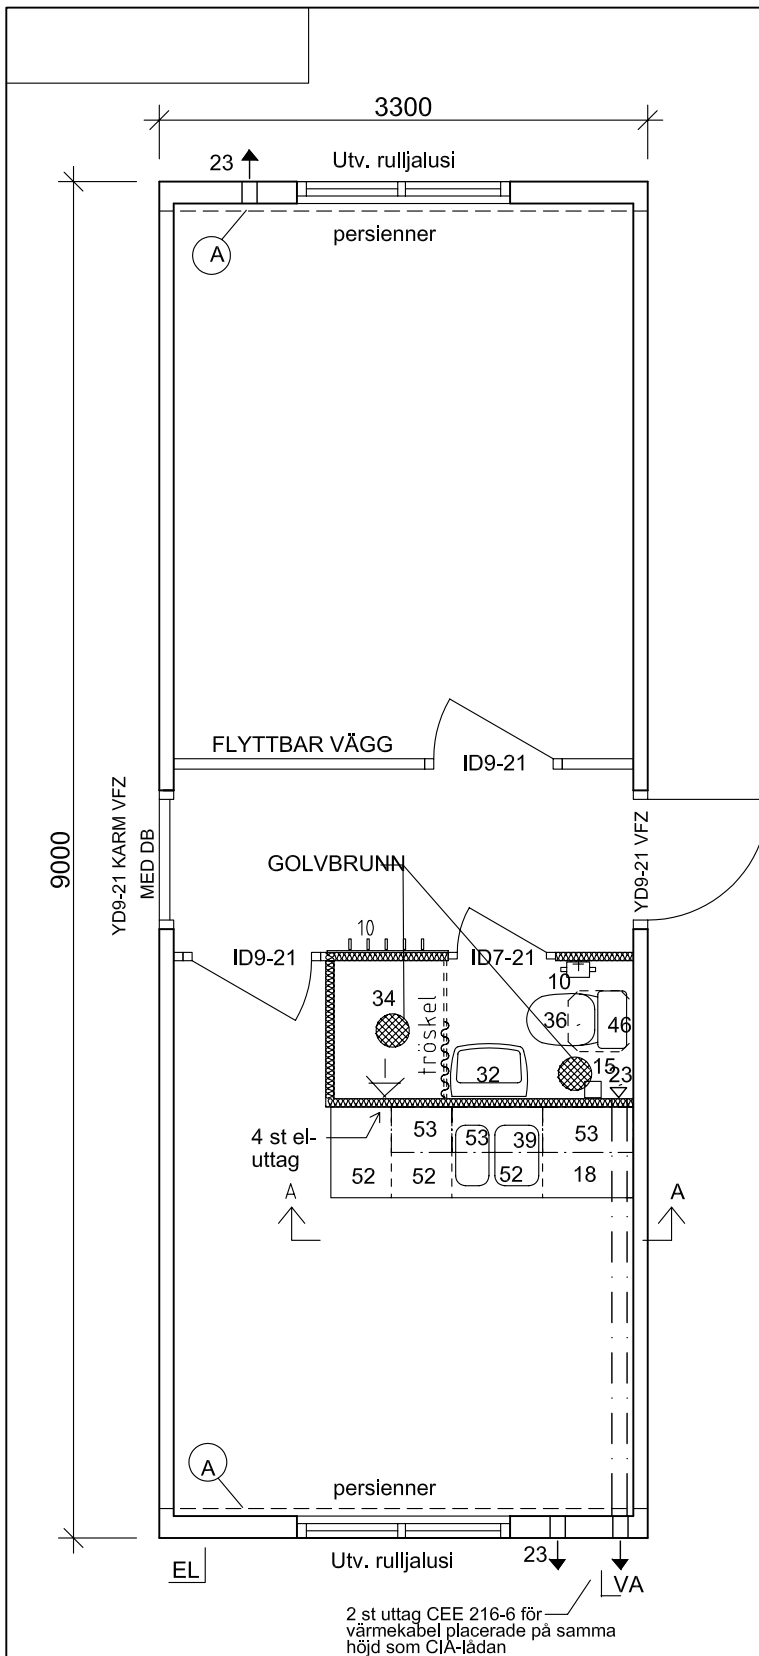 3300
23
Utv. rulljalusi
persienner
A
FLYTTBAR VÄGG
ID9-21
9000
YD9-21 KARM VFZ
MED DB
YD9-21 VFZ
GOLVBRUNN
10
ID9-21
ID7-21
10
34
36
46
tröskel
32
15
23
4 st el-
uttag
53
53
39
53
52
52
52
18
A
A
A
persienner
EL
Utv. rulljalusi
23
VA
2 st uttag CEE 216-6 för
värmekabel placerade på samma
höjd som CIA-lådan